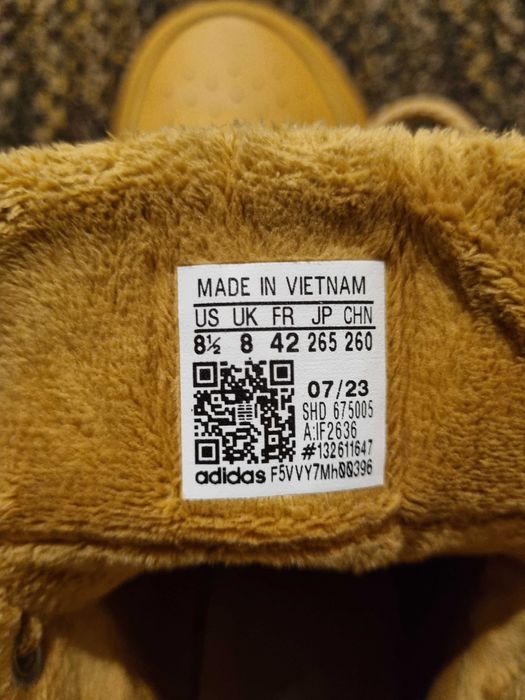 MADE IN VIETNAM
US UK FR JP CHN
8½ 8 42 265 260
07/23
SHD 675005
A:IF2636
#132611647
adidas F5VVY7Mh00396